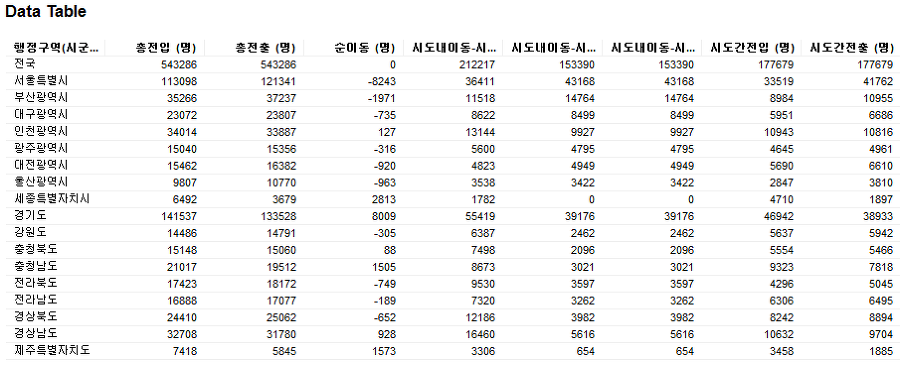 Data Table
행정구역(시군... 총전입 (명) 총전출 (명) 순이동 (명) 시도내이동-시... 시도내이동-시... 시도내이동-시... 시도간전입 (명) 시도간전출 (명)
전국 543286 543286 0 212217 153390 153390 177679 177679
서울특별시 113098 121341 -8243 36411 43168 43168 33519 41762
부산광역시 35266 37237 -1971 11518 14764 14764 8984 10955
대구광역시 23072 23807 -735 8622 8499 8499 5951 6686
인천광역시 34014 33887 127 13144 9927 9927 10943 10816
광주광역시 15040 15356 -316 5600 4795 4795 4645 4961
대전광역시 15462 16382 -920 4823 4949 4949 5690 6610
울산광역시 9807 10770 -963 3538 3422 3422 2847 3810
세종특별자치시 6492 3679 2813 1782 0 0 4710 1897
경기도 141537 133528 8009 55419 39176 39176 46942 38933
강원도 14486 14791 -305 6387 2462 2462 5637 5942
충청북도 15148 15060 88 7498 2096 2096 5554 5466
충청남도 21017 19512 1505 8673 3021 3021 9323 7818
전라북도 17423 18172 -749 9530 3597 3597 4296 5045
전라남도 16888 17077 -189 7320 3262 3262 6306 6495
경상북도 24410 25062 -652 12186 3982 3982 8242 8894
경상남도 32708 31780 928 16460 5616 5616 10632 9704
제주특별자치도 7418 5845 1573 3306 654 654 3458 1885